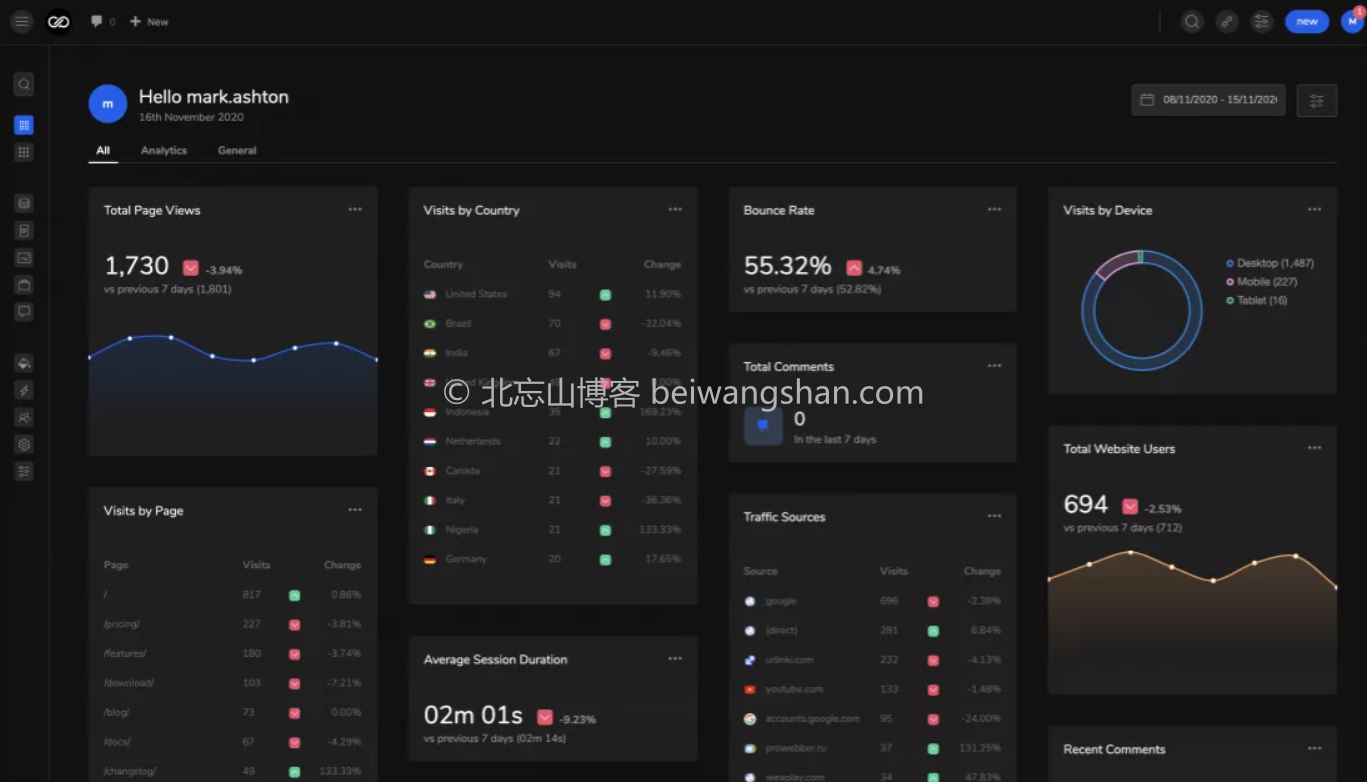 0 New
new M 1
m
Hello mark.ashton
16th November 2020
08/11/2020 - 15/11/202
All Analytics General
Total Page Views
1,730 -3.94%
vs previous 7 days (1,801)
Visits by Page
Page Visits Change
/ 817 0.86%
/pricing/ 227 -3.81%
/features/ 180 -3.74%
/download/ 103 -7.21%
/blog/ 73 0.00%
/docs/ 67 -4.29%
/changelog/ 49 133.33%
Visits by Country
Country Visits Change
United States 94 11.90%
Brazil 70 -32.04%
India 67 -9.46%
Indonesia 35 169.23%
Netherlands 22 10.00%
Canada 21 -27.59%
Italy 21 -36.36%
Nigeria 21 133.33%
Germany 20 17.65%
Average Session Duration
02m 01s -9.23%
vs previous 7 days (02m 14s)
Bounce Rate
55.32% 4.74%
vs previous 7 days (52.82%)
Total Comments
0
In the last 7 days
Traffic Sources
Source Visits Change
google 696 -2.38%
(direct) 281 6.84%
urlinki.com 232 -4.13%
youtube.com 133 -1.48%
accounts.google.com 95 -24.00%
prowebber.ru 37 131.25%
weaplay.com 34 47.83%
Visits by Device
Desktop (1,487)
Mobile (227)
Tablet (16)
Total Website Users
694 -2.53%
vs previous 7 days (712)
Recent Comments
© 北忘山博客 beiwangshan.com